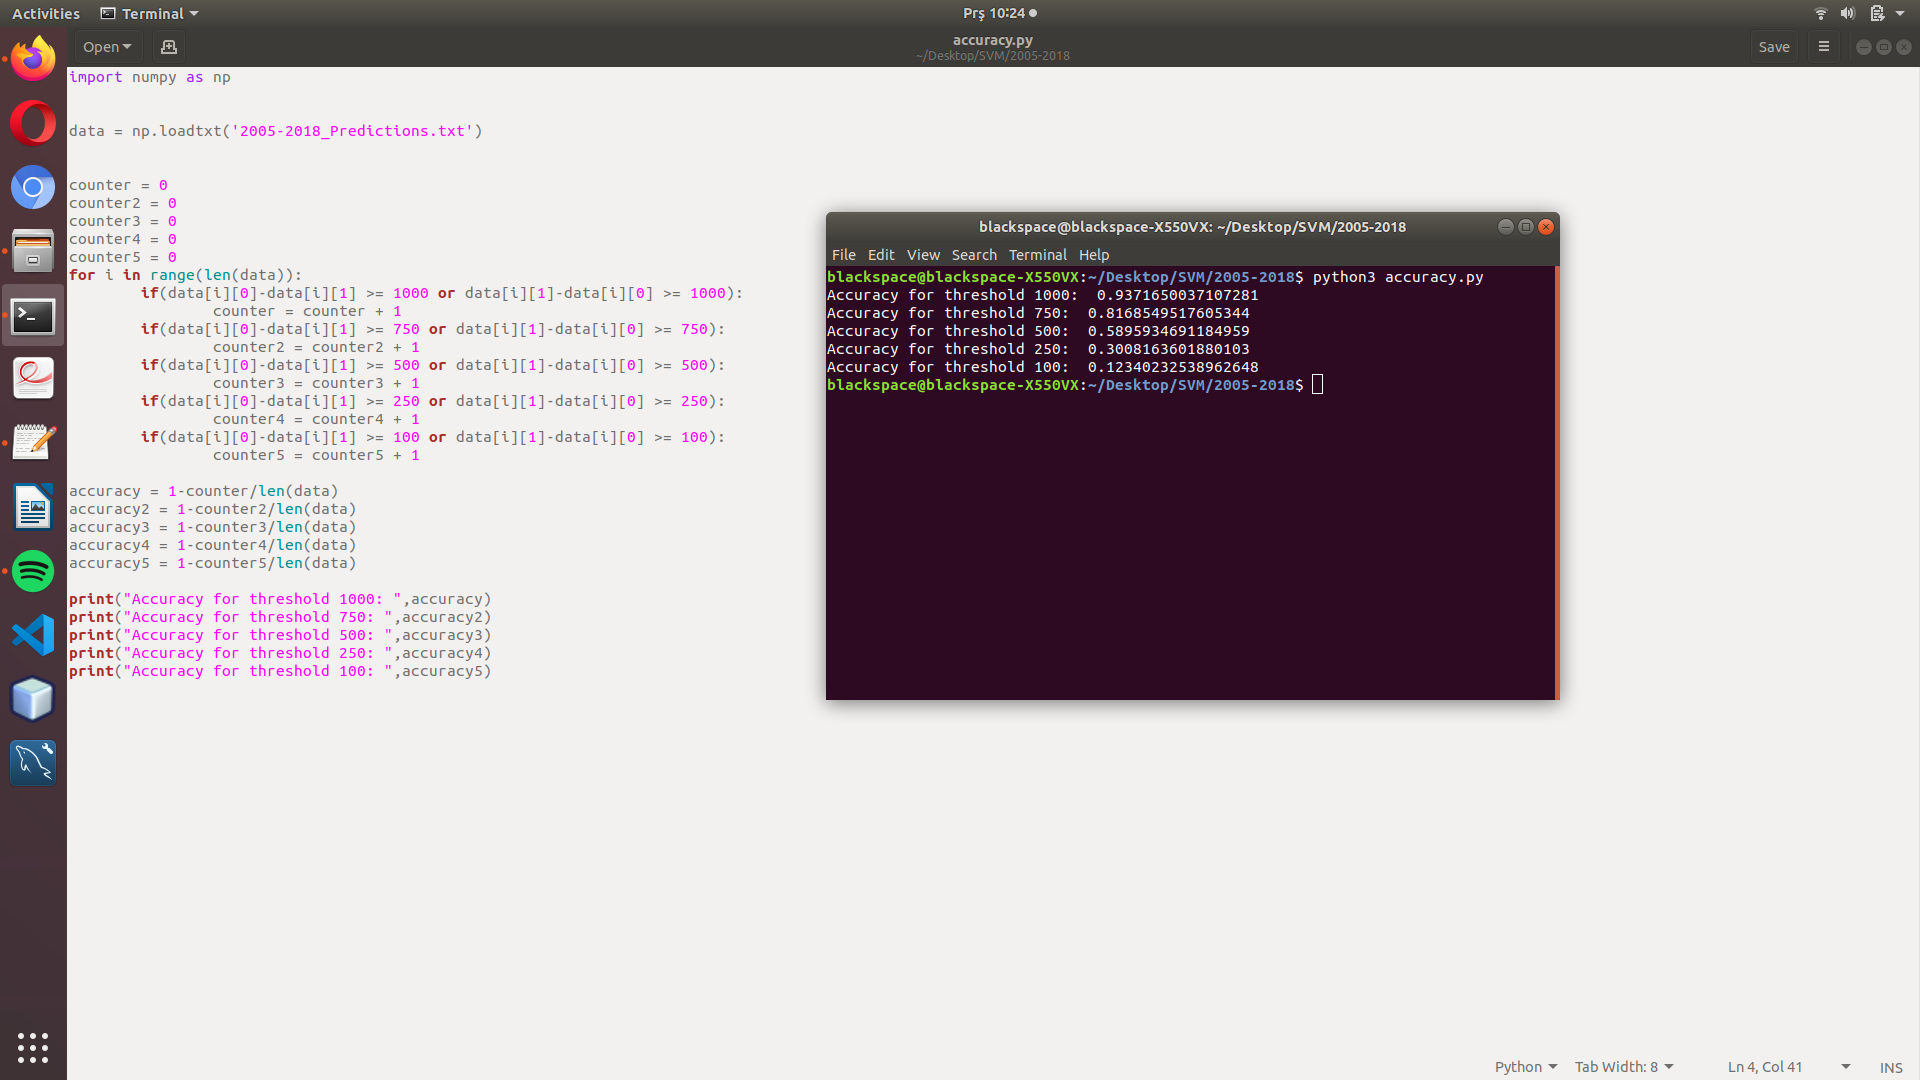 Activities Terminal Prş 10:24
Open accuracy.py Save
~/Desktop/SVM/2005-2018
import numpy as np
data = np.loadtxt('2005-2018_Predictions.txt')
counter = 0
counter2 = 0
counter3 = 0
counter4 = 0
counter5 = 0
for i in range(len(data)):
        if(data[i][0]-data[i][1] >= 1000 or data[i][1]-data[i][0] >= 1000):
                counter = counter + 1
        if(data[i][0]-data[i][1] >= 750 or data[i][1]-data[i][0] >= 750):
                counter2 = counter2 + 1
        if(data[i][0]-data[i][1] >= 500 or data[i][1]-data[i][0] >= 500):
                counter3 = counter3 + 1
        if(data[i][0]-data[i][1] >= 250 or data[i][1]-data[i][0] >= 250):
                counter4 = counter4 + 1
        if(data[i][0]-data[i][1] >= 100 or data[i][1]-data[i][0] >= 100):
                counter5 = counter5 + 1
accuracy = 1-counter/len(data)
accuracy2 = 1-counter2/len(data)
accuracy3 = 1-counter3/len(data)
accuracy4 = 1-counter4/len(data)
accuracy5 = 1-counter5/len(data)
print("Accuracy for threshold 1000: ",accuracy)
print("Accuracy for threshold 750: ",accuracy2)
print("Accuracy for threshold 500: ",accuracy3)
print("Accuracy for threshold 250: ",accuracy4)
print("Accuracy for threshold 100: ",accuracy5)
blackspace@blackspace-X550VX: ~/Desktop/SVM/2005-2018
File Edit View Search Terminal Help
blackspace@blackspace-X550VX:~/Desktop/SVM/2005-2018$ python3 accuracy.py
Accuracy for threshold 1000:  0.9371650037107281
Accuracy for threshold 750:  0.8168549517605344
Accuracy for threshold 500:  0.5895934691184959
Accuracy for threshold 250:  0.3008163601880103
Accuracy for threshold 100:  0.12340232538962648
blackspace@blackspace-X550VX:~/Desktop/SVM/2005-2018$
Python Tab Width: 8 Ln 4, Col 41 INS